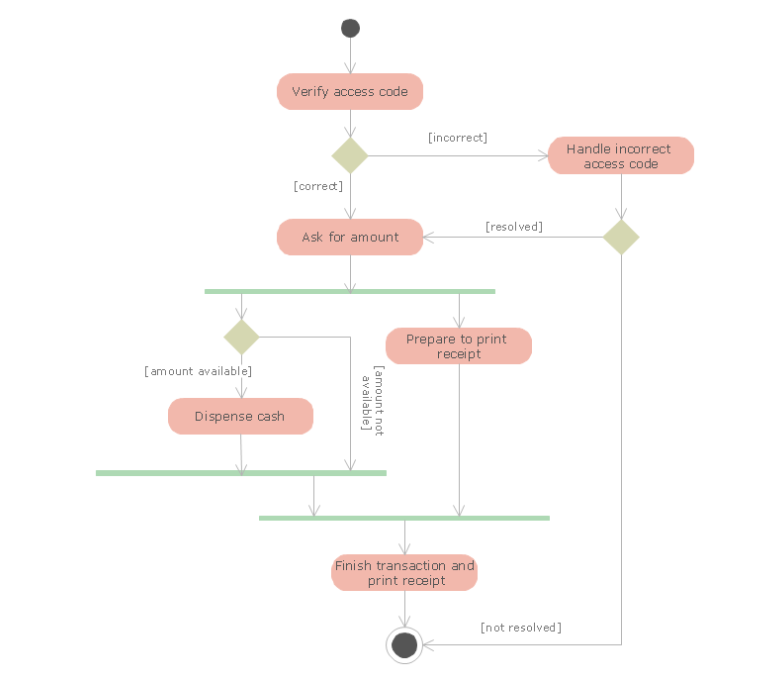 Verify access code
[incorrect]
Handle incorrect
access code
[correct]
[resolved]
Ask for amount
Prepare to print
receipt
[amount available]
[amount not
available]
Dispense cash
Finish transaction and
print receipt
[not resolved]